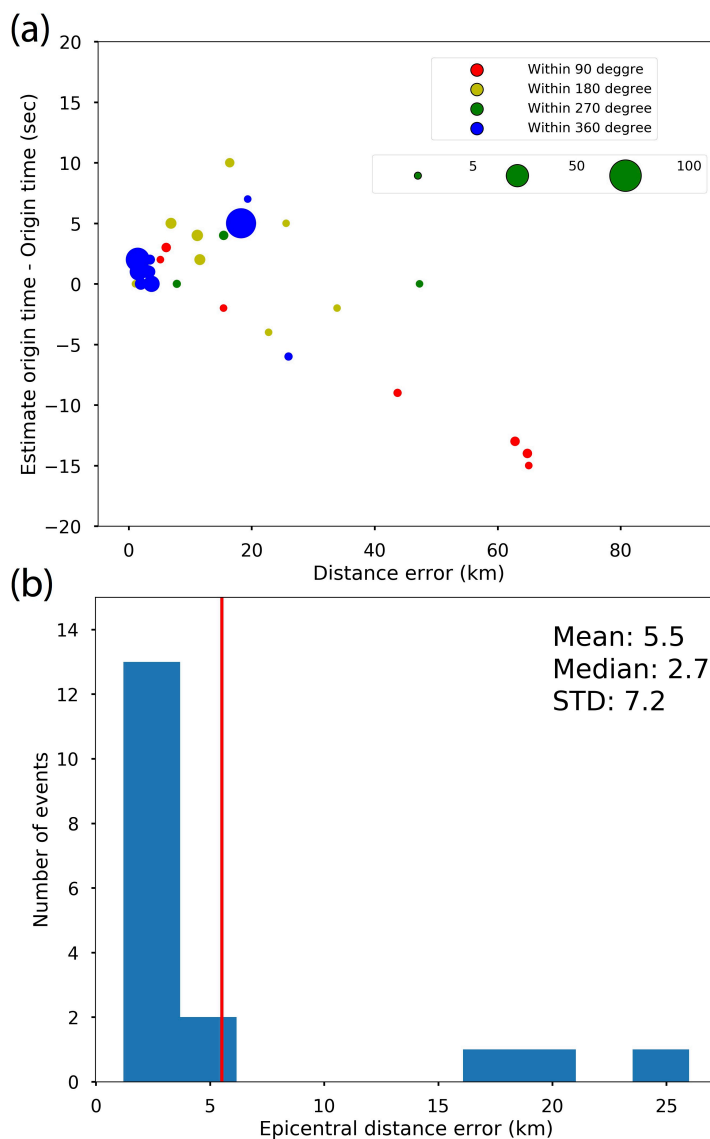 (a)
20
15
10
5
0
−5
−10
−15
−20
Estimate origin time - Origin time (sec)
Within 90 deggre
Within 180 degree
Within 270 degree
Within 360 degree
5 50 100
0 20 40 60 80
Distance error (km)
(b)
14
12
10
8
6
4
2
0
Number of events
Mean: 5.5
Median: 2.7
STD: 7.2
0 5 10 15 20 25
Epicentral distance error (km)